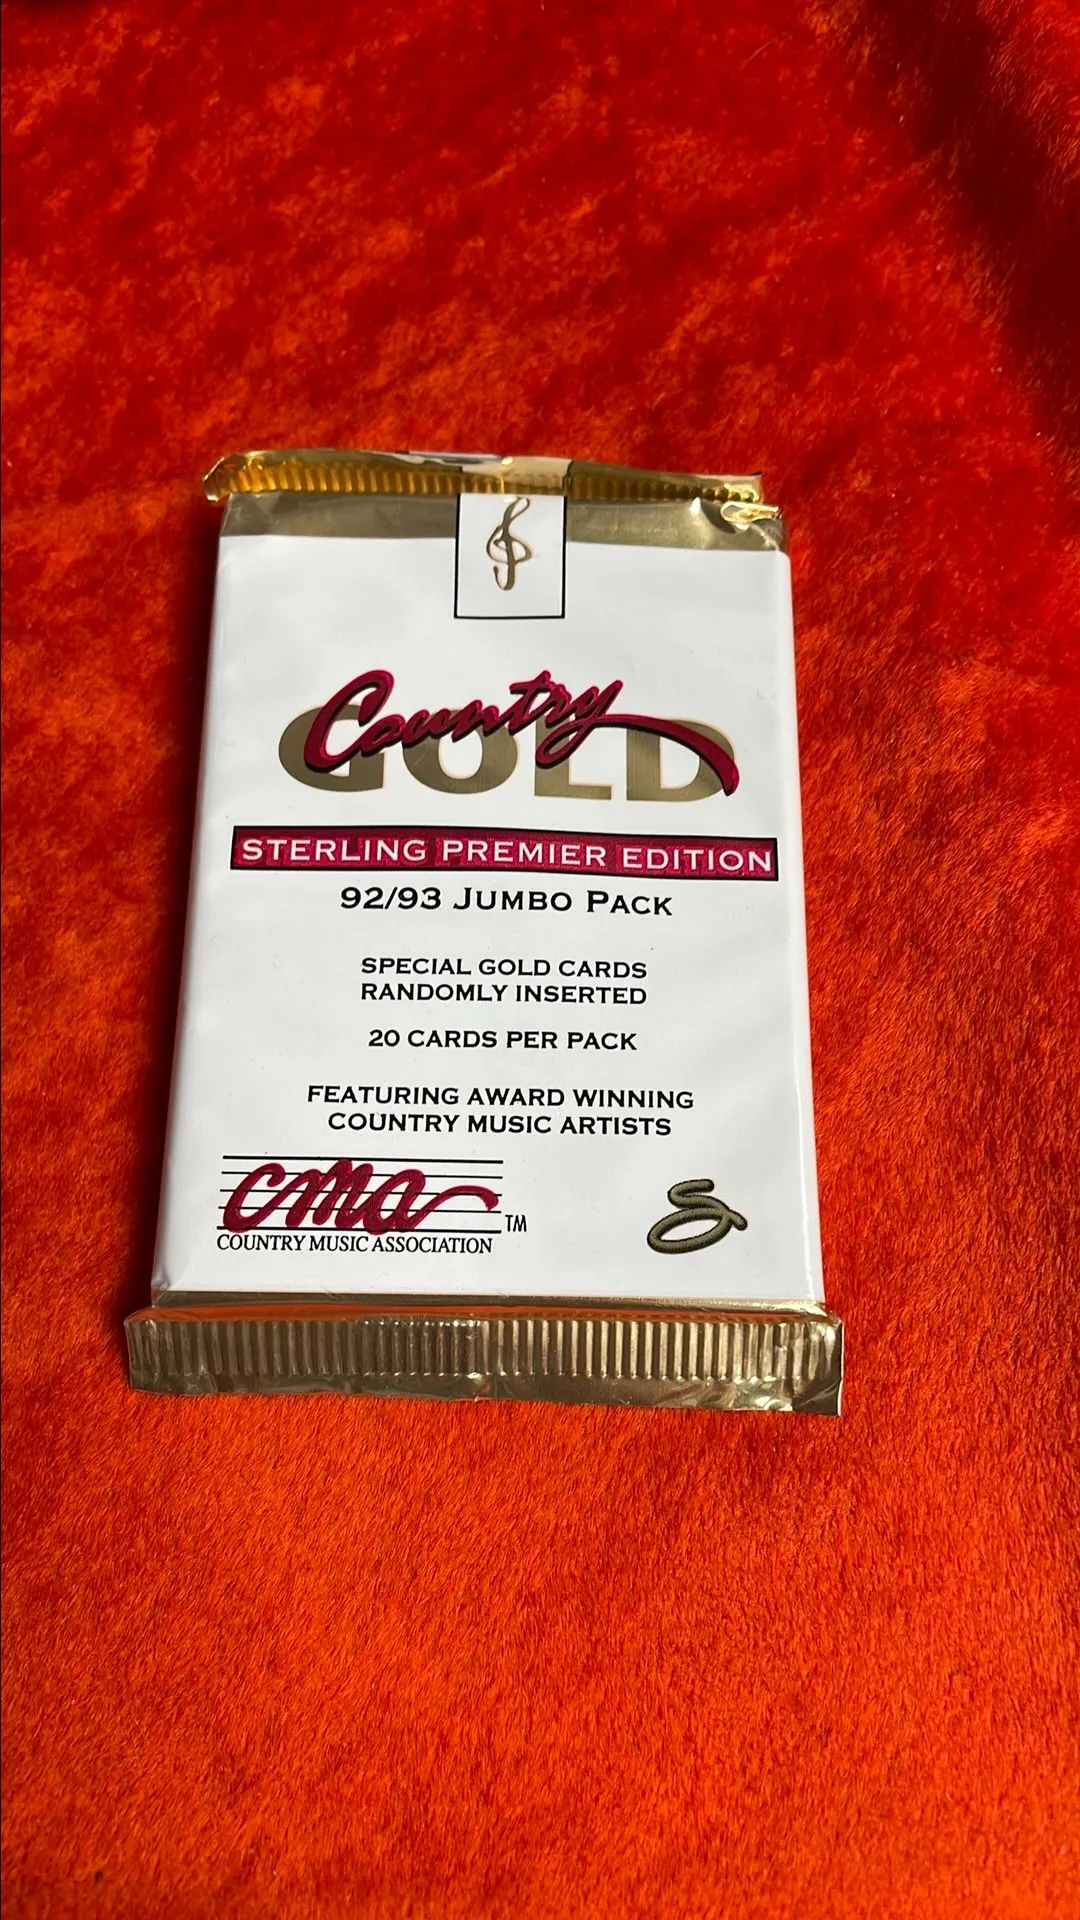 Country
GOLD
STERLING PREMIER EDITION
92/93 JUMBO PACK
SPECIAL GOLD CARDS
RANDOMLY INSERTED
20 CARDS PER PACK
FEATURING AWARD WINNING
COUNTRY MUSIC ARTISTS
cma TM
COUNTRY MUSIC ASSOCIATION
S